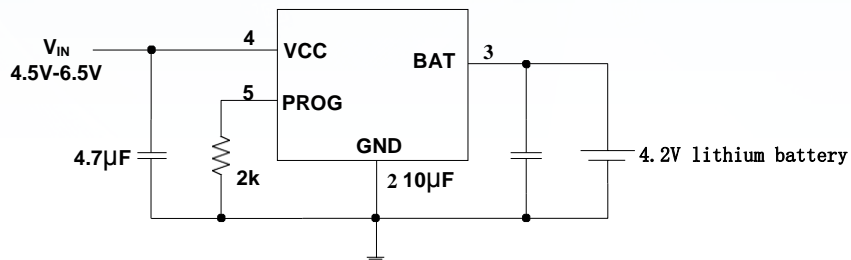 4
V_IN
VCC
3
BAT
4.5V-6.5V
5
PROG
GND
4.7μF
2k
2
10μF
4.2V lithium battery